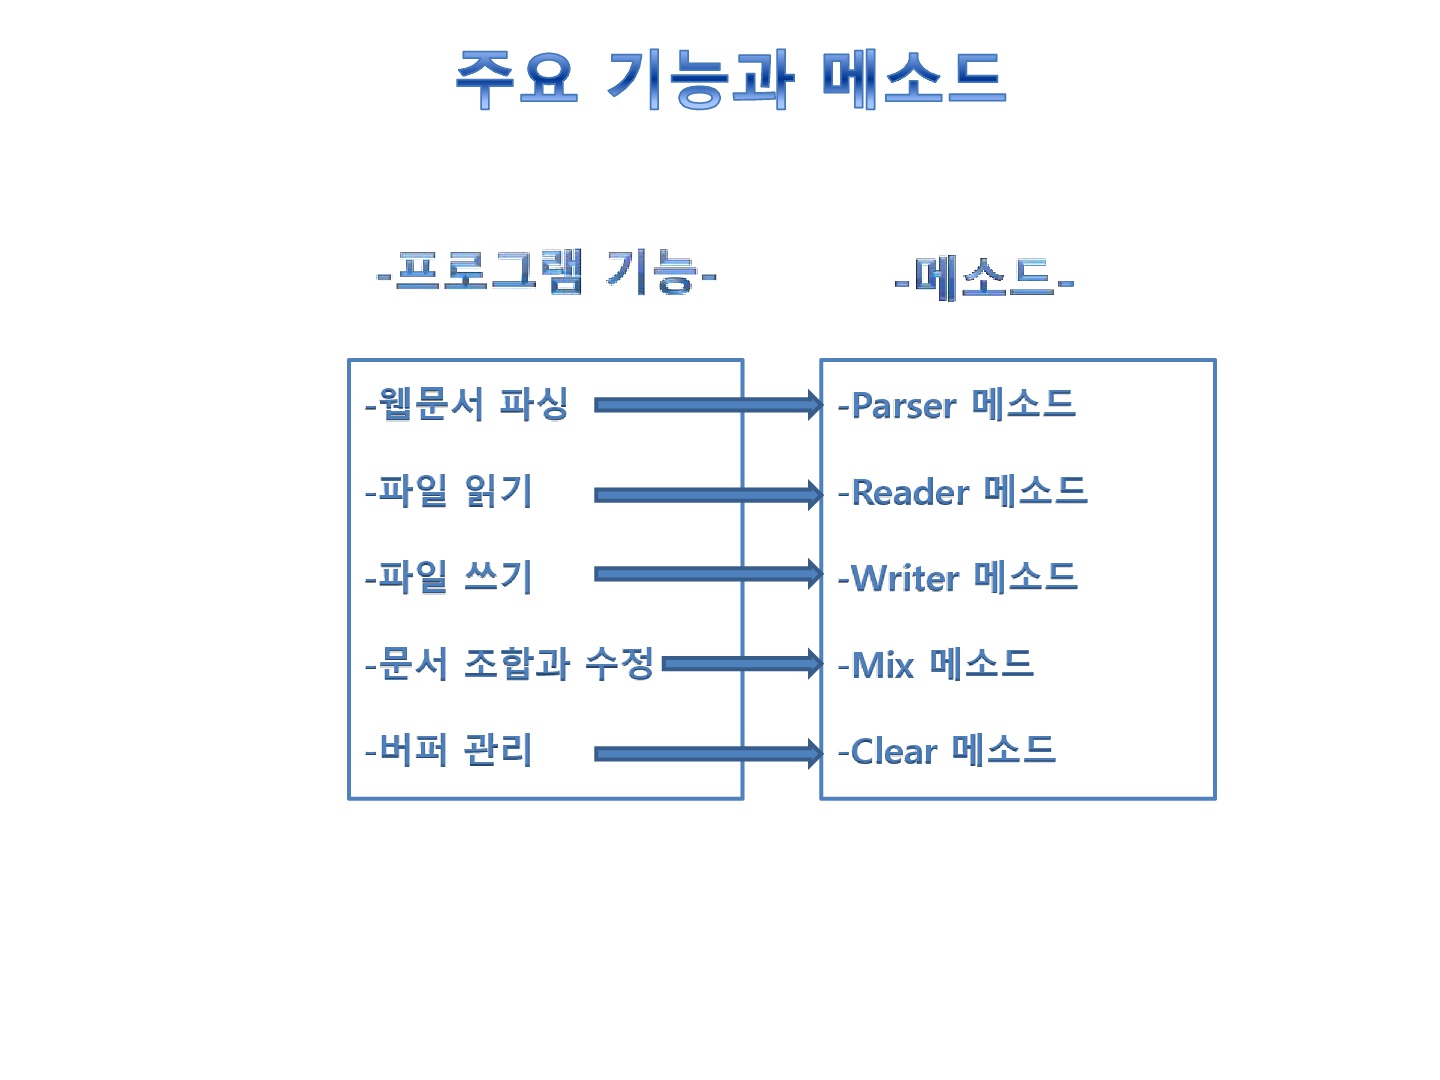 주요 기능과 메소드
-프로그램 기능-
-메소드-
-웹문서 파싱
-Parser 메소드
-파일 읽기
-Reader 메소드
-파일 쓰기
-Writer 메소드
-문서 조합과 수정
-Mix 메소드
-버퍼 관리
-Clear 메소드